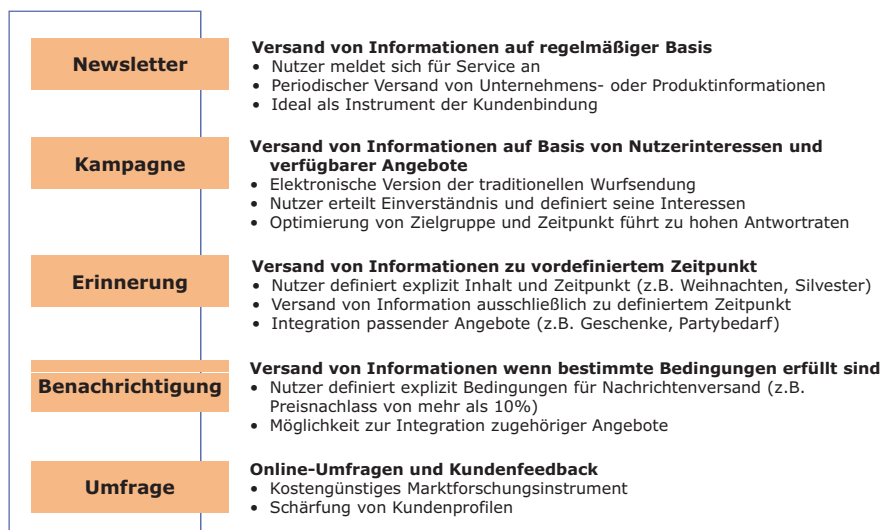 Newsletter
Versand von Informationen auf regelmäßiger Basis
• Nutzer meldet sich für Service an
• Periodischer Versand von Unternehmens- oder Produktinformationen
• Ideal als Instrument der Kundenbindung
Kampagne
Versand von Informationen auf Basis von Nutzerinteressen und
verfügbarer Angebote
• Elektronische Version der traditionellen Wurfsendung
• Nutzer erteilt Einverständnis und definiert seine Interessen
• Optimierung von Zielgruppe und Zeitpunkt führt zu hohen Antwortraten
Erinnerung
Versand von Informationen zu vordefiniertem Zeitpunkt
• Nutzer definiert explizit Inhalt und Zeitpunkt (z.B. Weihnachten, Silvester)
• Versand von Information ausschließlich zu definiertem Zeitpunkt
• Integration passender Angebote (z.B. Geschenke, Partybedarf)
Benachrichtigung
Versand von Informationen wenn bestimmte Bedingungen erfüllt sind
• Nutzer definiert explizit Bedingungen für Nachrichtenversand (z.B.
Preisnachlass von mehr als 10%)
• Möglichkeit zur Integration zugehöriger Angebote
Umfrage
Online-Umfragen und Kundenfeedback
• Kostengünstiges Marktforschungsinstrument
• Schärfung von Kundenprofilen